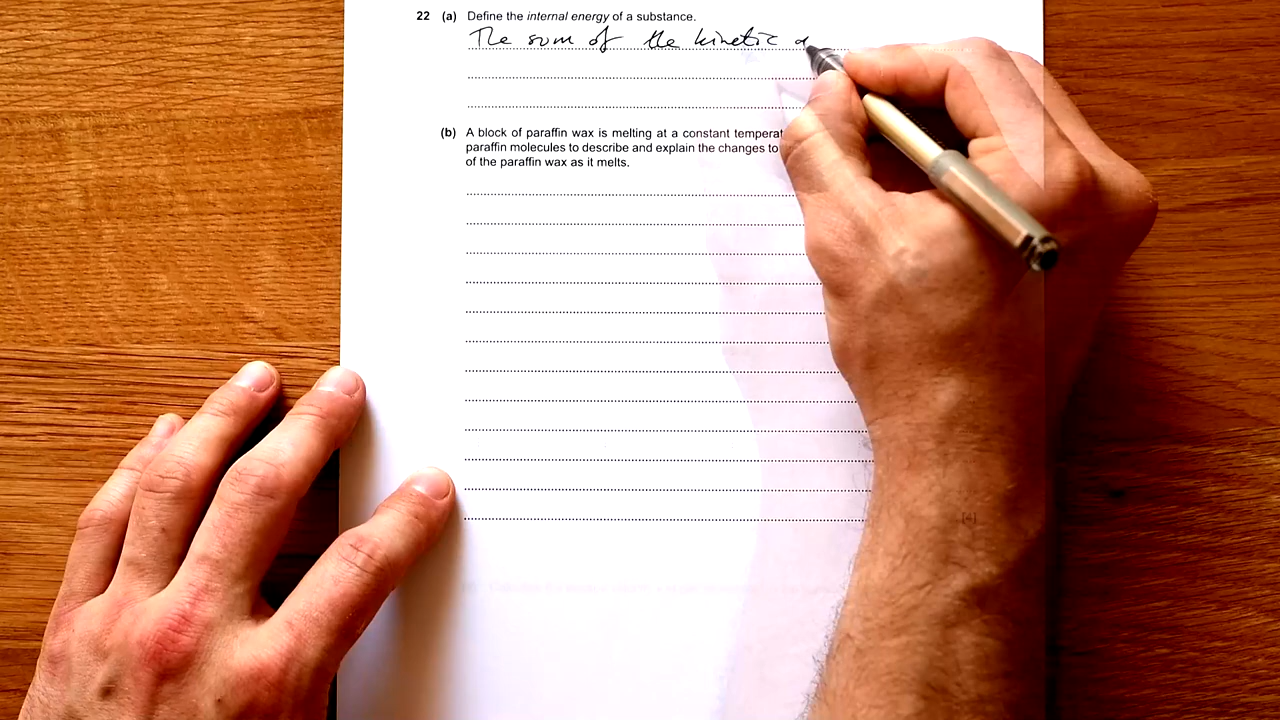 22 (a) Define the internal energy of a substance.
The sum of the kinetic
(b) A block of paraffin wax is melting at a constant
paraffin molecules to describe and explain the changes to
of the paraffin wax as it melts.
[4]